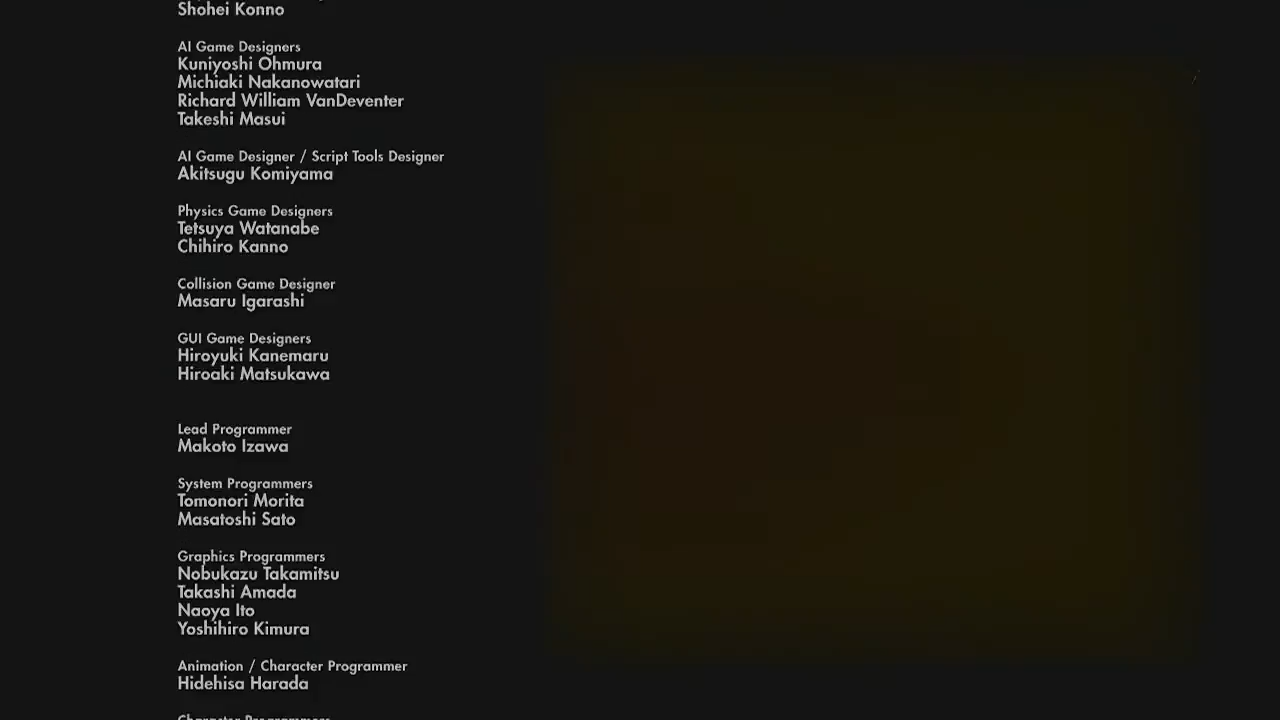 Shohei Konno
AI Game Designers
Kuniyoshi Ohmura
Michiaki Nakanowatari
Richard William VanDeventer
Takeshi Masui
AI Game Designer / Script Tools Designer
Akitsugu Komiyama
Physics Game Designers
Tetsuya Watanabe
Chihiro Kanno
Collision Game Designer
Masaru Igarashi
GUI Game Designers
Hiroyuki Kanemaru
Hiroaki Matsukawa
Lead Programmer
Makoto Izawa
System Programmers
Tomonori Morita
Masatoshi Sato
Graphics Programmers
Nobukazu Takamitsu
Takashi Amada
Naoya Ito
Yoshihiro Kimura
Animation / Character Programmer
Hidehisa Harada
Character Programmers